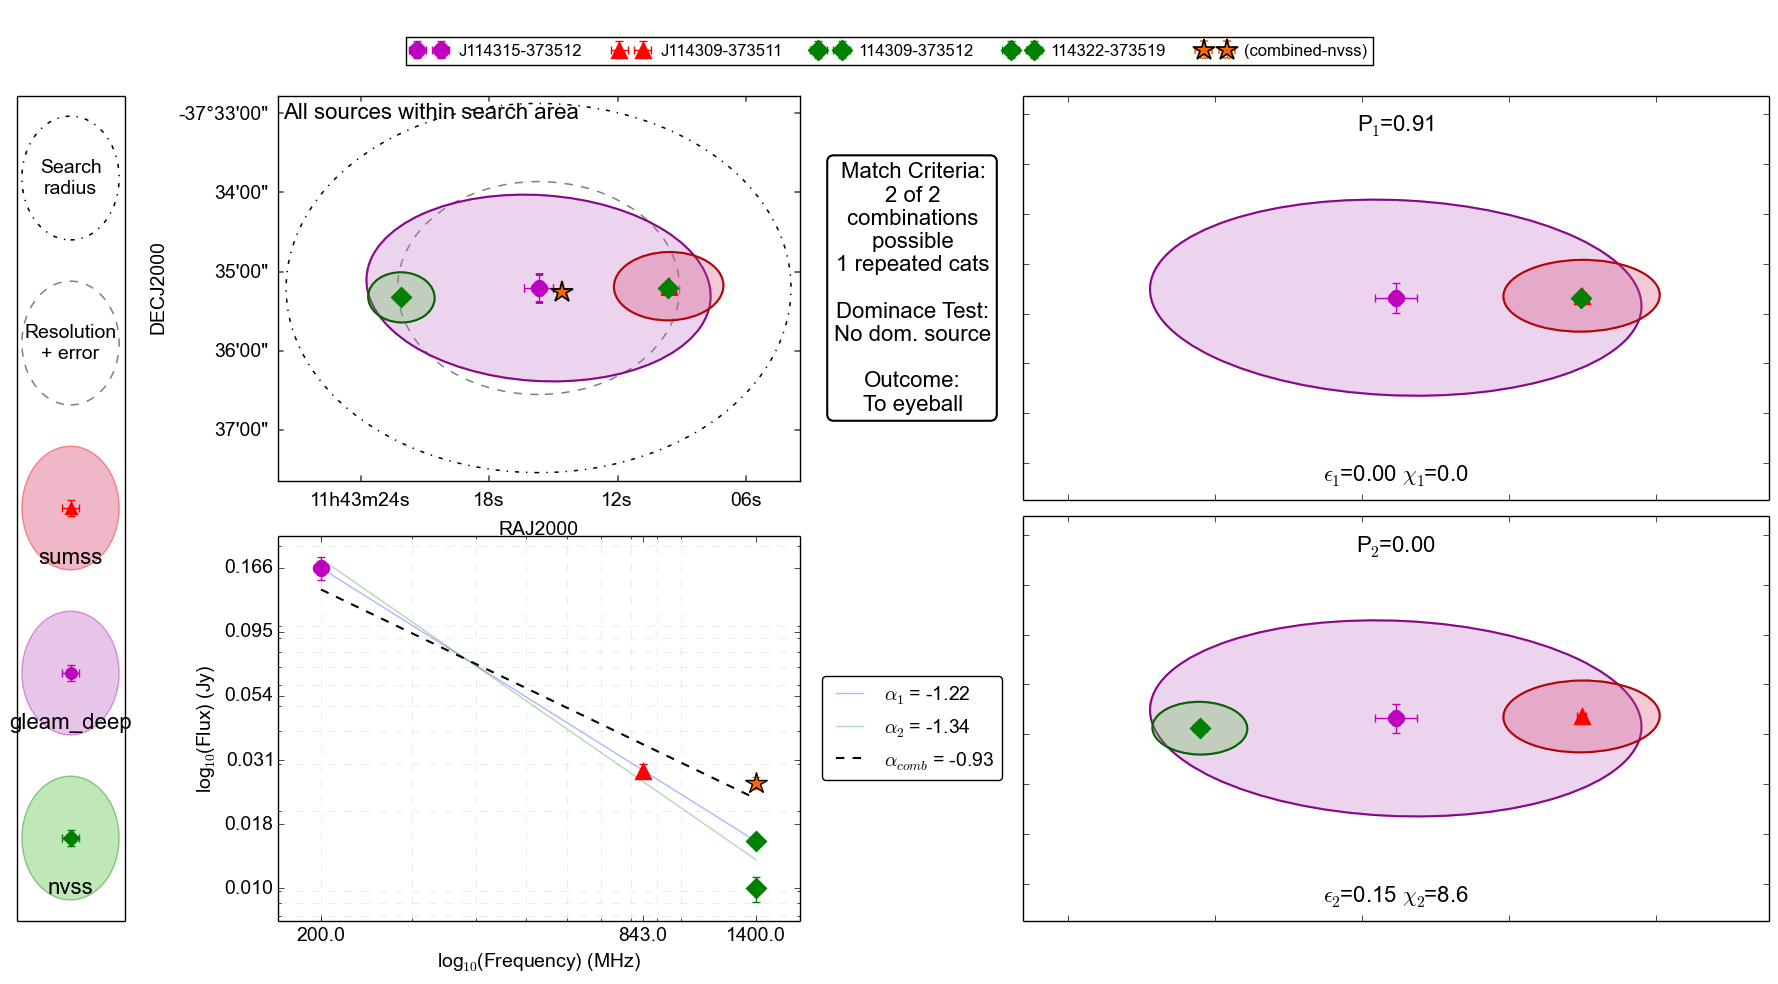 J114315-373512 J114309-373511 114309-373512 114322-373519 (combined-nvss)
Search
radius
Resolution
+ error
sumss
gleam_deep
nvss
All sources within search area
-37°33'00"
34'00"
35'00"
36'00"
37'00"
DECJ2000
11h43m24s 18s 12s 06s
RAJ2000
Match Criteria:
2 of 2
combinations
possible
1 repeated cats
Dominace Test:
No dom. source
Outcome:
To eyeball
P₁=0.91
ϵ₁=0.00 χ₁=0.0
0.166
0.095
0.054
0.031
0.018
0.010
log₁₀(Flux) (Jy)
200.0 843.0 1400.0
log₁₀(Frequency) (MHz)
α₁ = -1.22
α₂ = -1.34
α_comb = -0.93
P₂=0.00
ϵ₂=0.15 χ₂=8.6